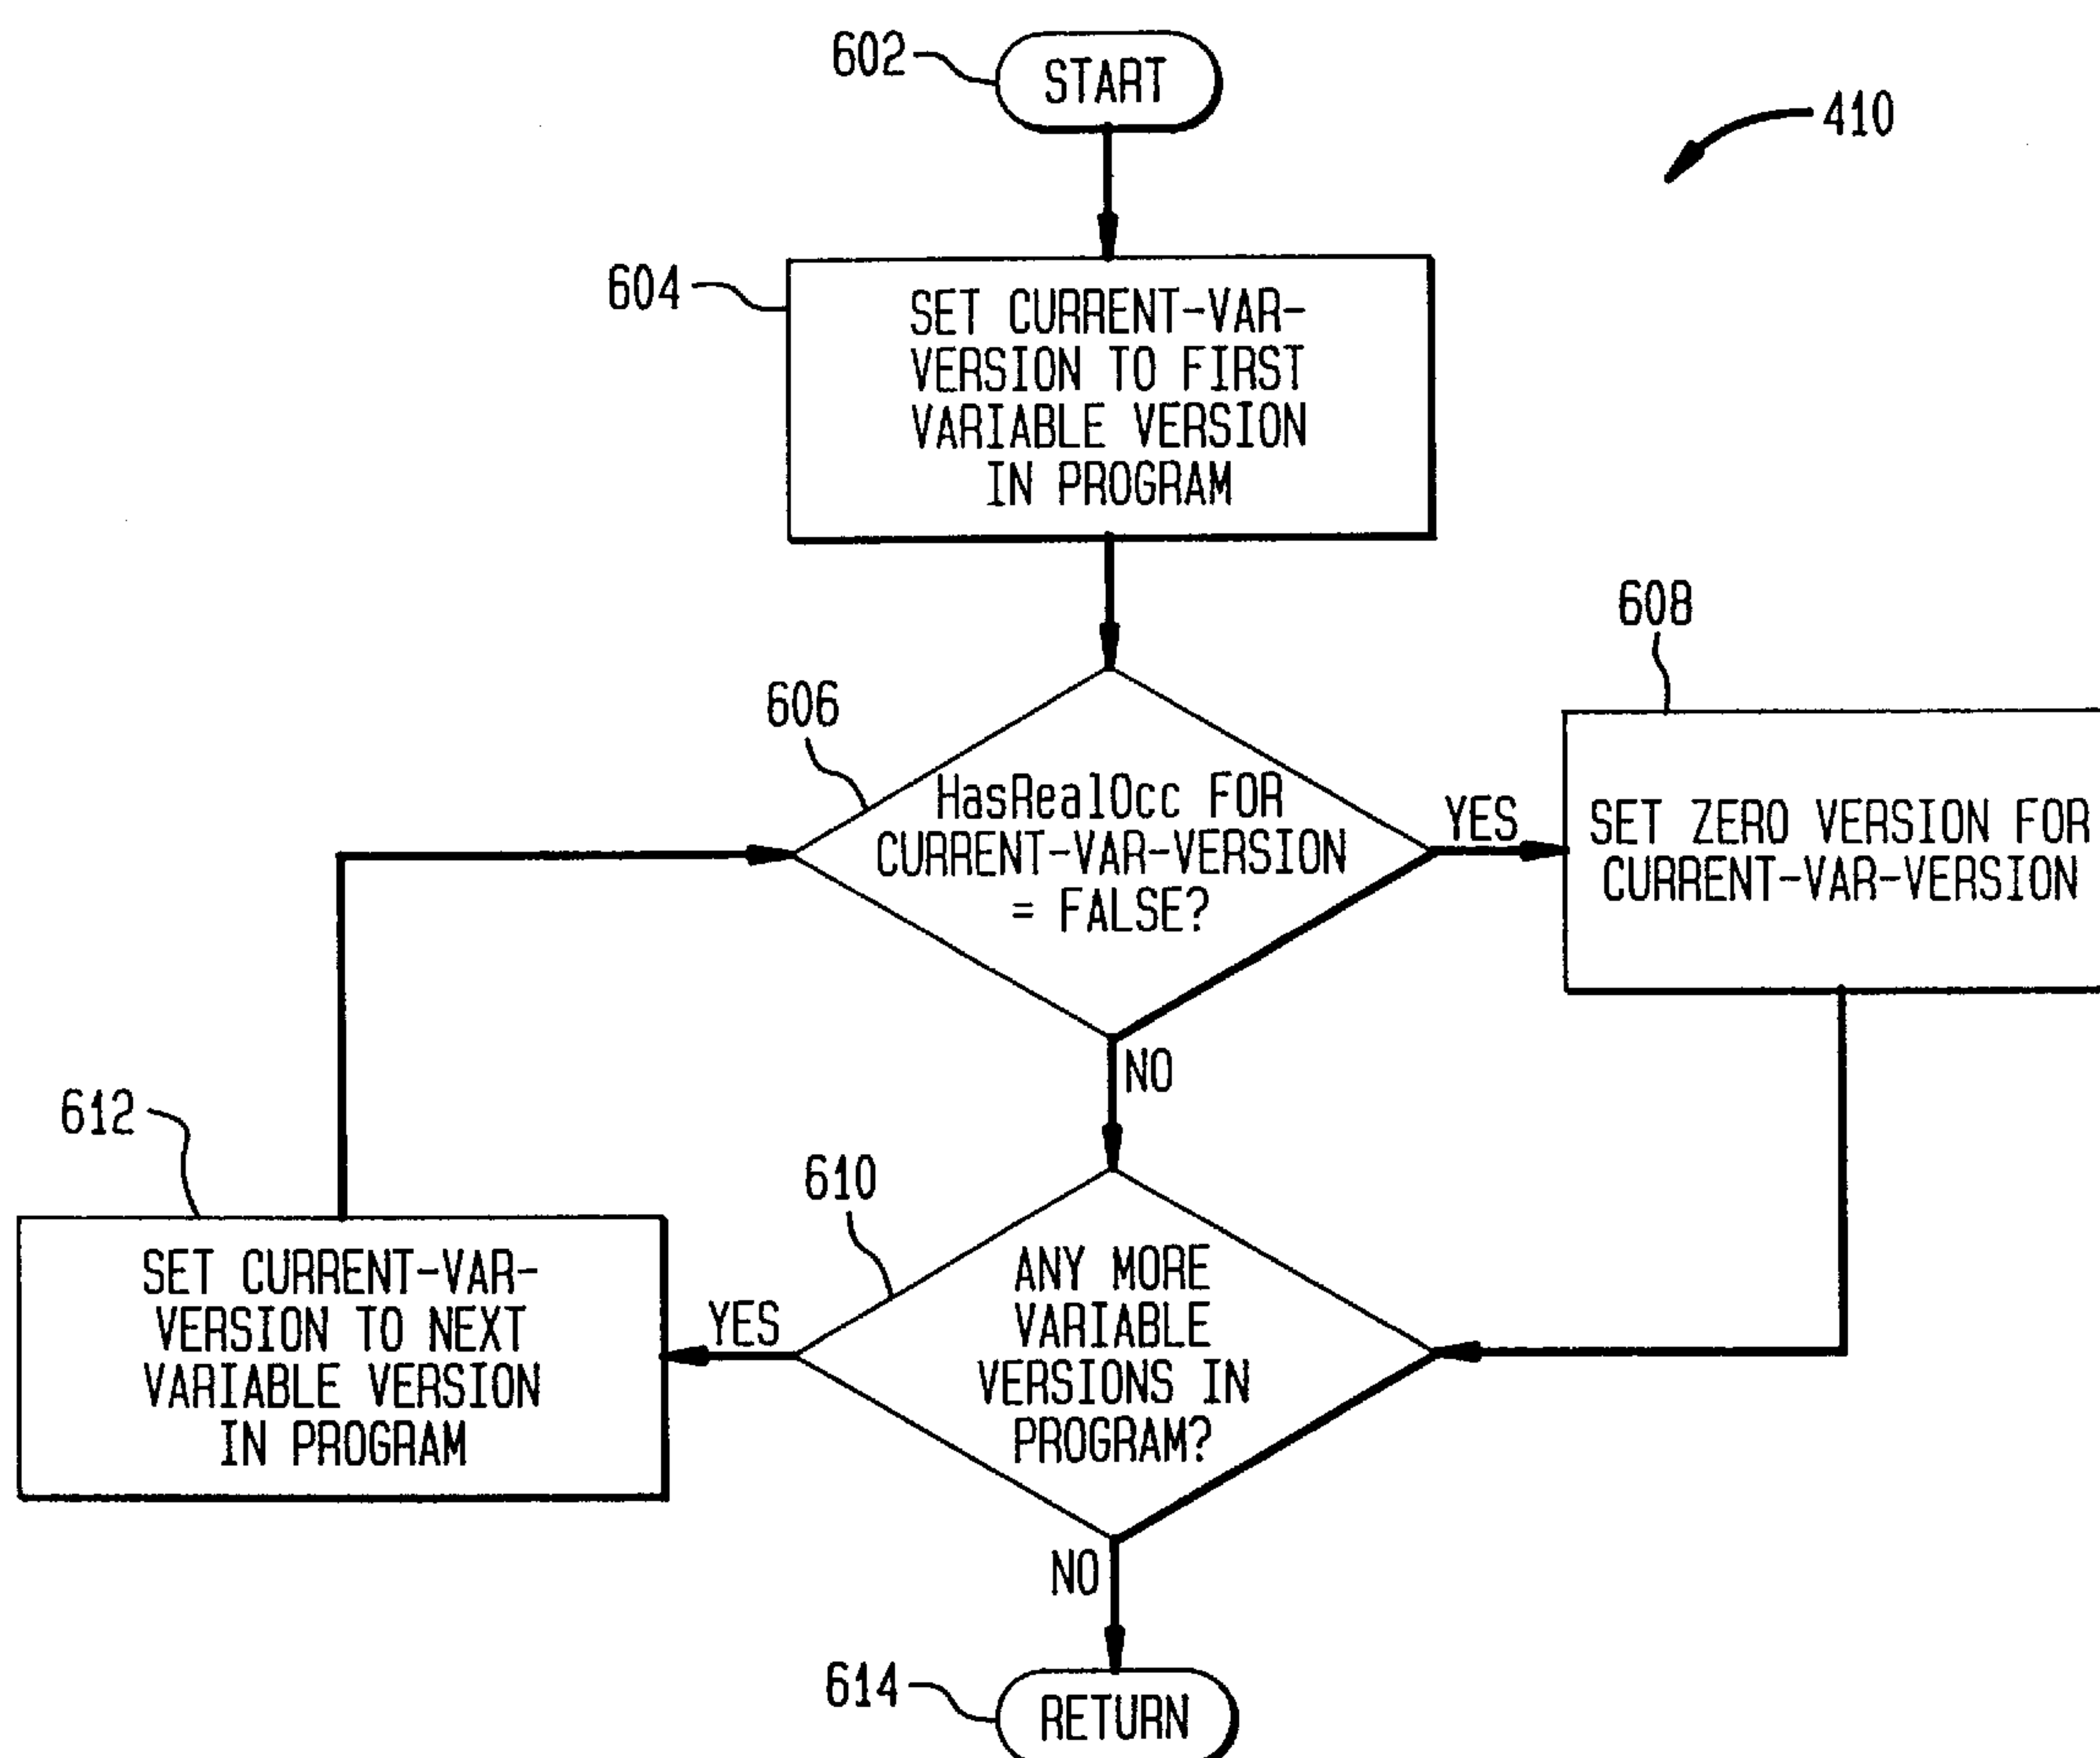 602
START
410
604
SET CURRENT-VAR-
VERSION TO FIRST
VARIABLE VERSION
IN PROGRAM
608
606
HasRealOcc FOR
CURRENT-VAR-VERSION
= FALSE?
YES
SET ZERO VERSION FOR
CURRENT-VAR-VERSION
NO
612
610
SET CURRENT-VAR-
VERSION TO NEXT
VARIABLE VERSION
IN PROGRAM
YES
ANY MORE
VARIABLE
VERSIONS IN
PROGRAM?
NO
614
RETURN